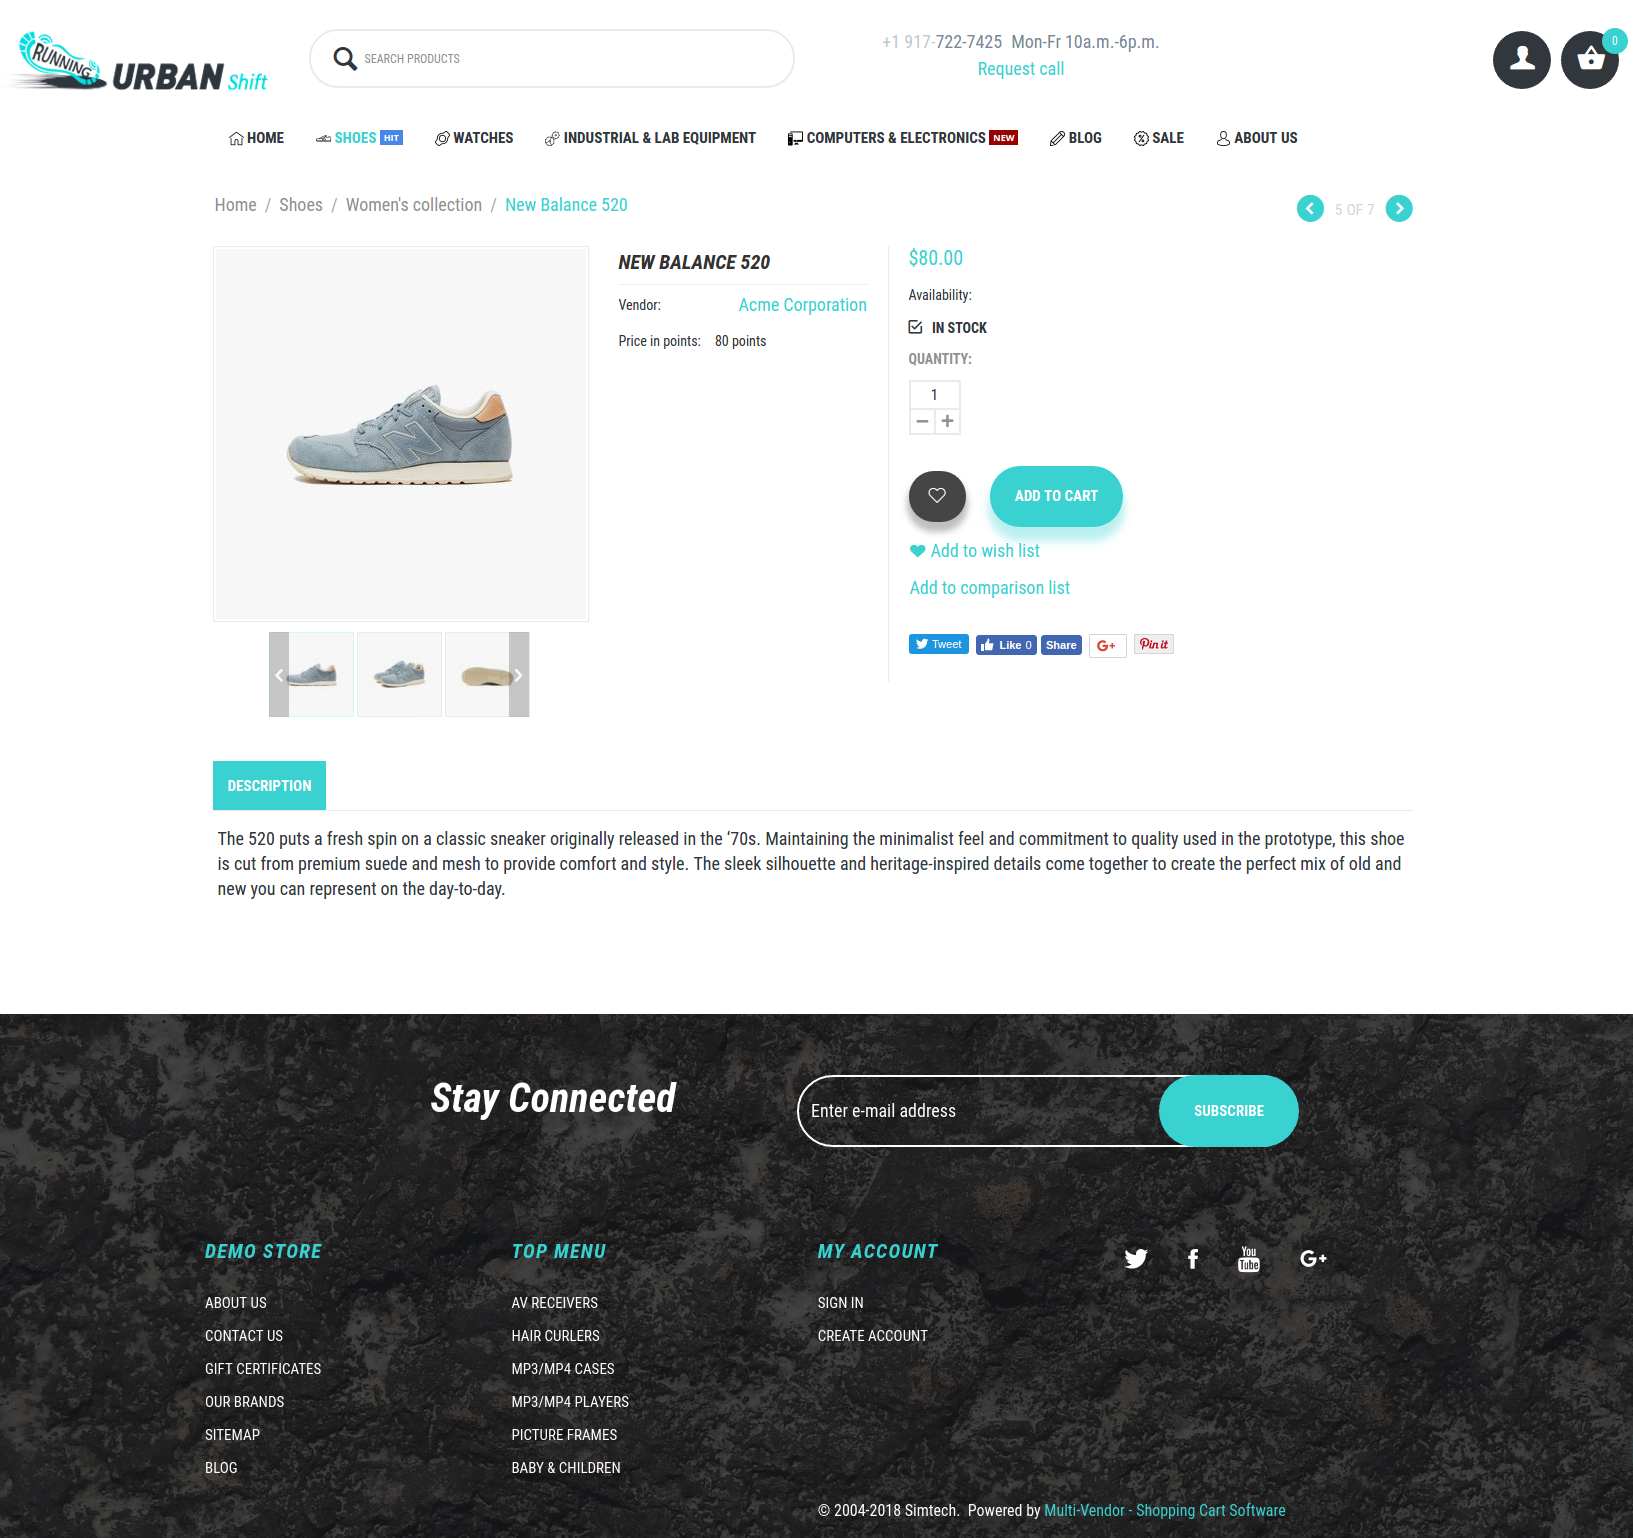 RUNNING
URBAN Shift
SEARCH PRODUCTS
+1 917-722-7425 Mon-Fr 10a.m.-6p.m.
Request call
0
HOME SHOES HIT WATCHES INDUSTRIAL & LAB EQUIPMENT COMPUTERS & ELECTRONICS NEW BLOG SALE ABOUT US
Home / Shoes / Women's collection / New Balance 520
5 OF 7
NEW BALANCE 520
Vendor: Acme Corporation
Price in points: 80 points
$80.00
Availability:
IN STOCK
QUANTITY:
1
− +
ADD TO CART
Add to wish list
Add to comparison list
Tweet Like 0 Share G+ Pin it
DESCRIPTION
The 520 puts a fresh spin on a classic sneaker originally released in the ‘70s. Maintaining the minimalist feel and commitment to quality used in the prototype, this shoe
is cut from premium suede and mesh to provide comfort and style. The sleek silhouette and heritage-inspired details come together to create the perfect mix of old and
new you can represent on the day-to-day.
Stay Connected
Enter e-mail address
SUBSCRIBE
DEMO STORE
ABOUT US
CONTACT US
GIFT CERTIFICATES
OUR BRANDS
SITEMAP
BLOG
TOP MENU
AV RECEIVERS
HAIR CURLERS
MP3/MP4 CASES
MP3/MP4 PLAYERS
PICTURE FRAMES
BABY & CHILDREN
MY ACCOUNT
SIGN IN
CREATE ACCOUNT
f You Tube G+
© 2004-2018 Simtech. Powered by Multi-Vendor - Shopping Cart Software